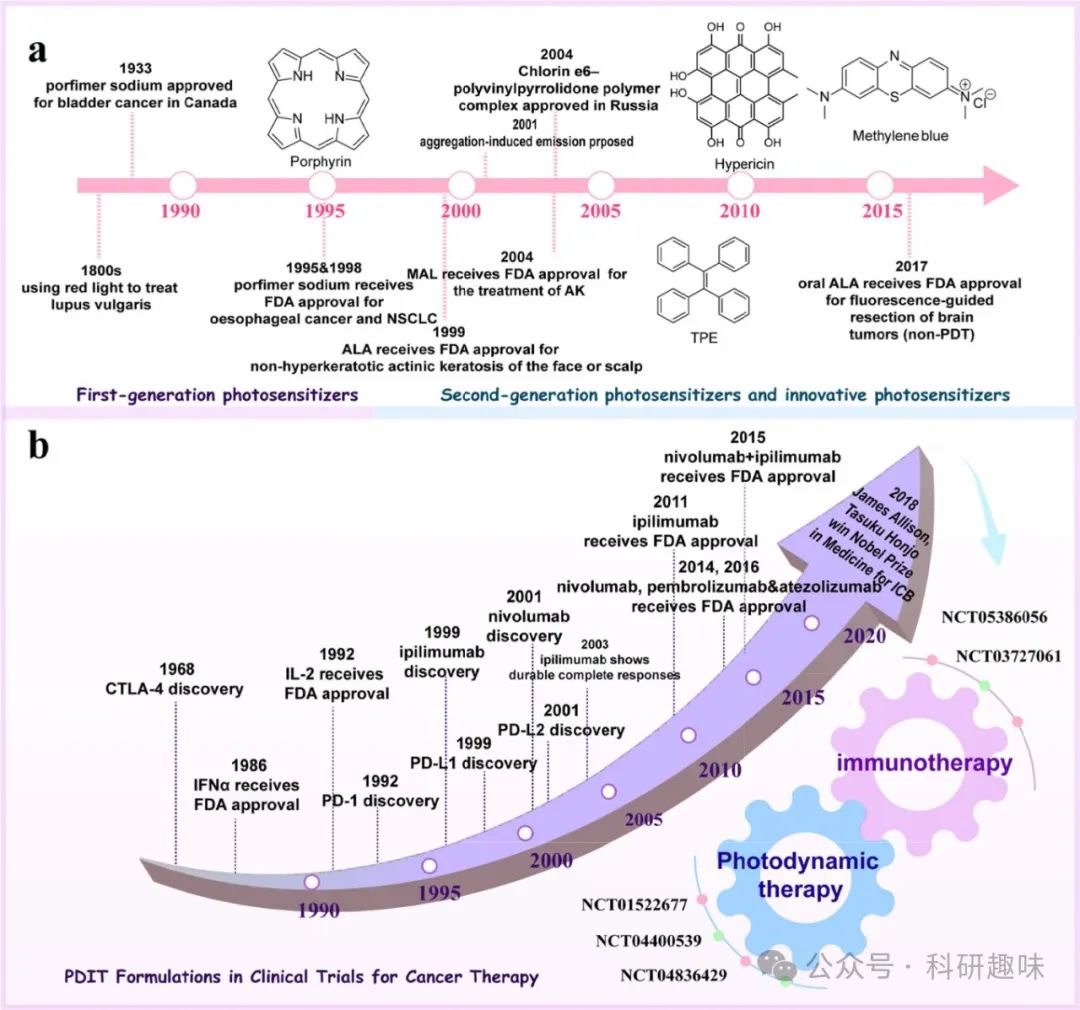 a
1933
porfimer sodium approved
for bladder cancer in Canada
NH
N
N
HN
Porphyrin
2004
Chlorin e6–
polyvinylpyrrolidone polymer
complex approved in Russia
2001
aggregation-induced emission prposed
OH O OH
HO
HO
OH O OH
Hypericin
N
N
S
N⊕
Cl⊖
Methylene blue
1990
1995
2000
2005
2010
2015
1800s
using red light to treat
lupus vulgaris
1995&1998
porfimer sodium receives
FDA approval for
oesophageal cancer and NSCLC
1999
ALA receives FDA approval for
non-hyperkeratotic actinic keratosis of the face or scalp
2004
MAL receives FDA approval for
the treatment of AK
TPE
2017
oral ALA receives FDA approval
for fluorescence-guided
resection of brain
tumors (non-PDT)
First-generation photosensitizers
Second-generation photosensitizers and innovative photosensitizers
b
1968
CTLA-4 discovery
1986
IFNα receives
FDA approval
1992
IL-2 receives
FDA approval
1992
PD-1 discovery
1999
ipilimumab
discovery
1999
PD-L1 discovery
2001
nivolumab
discovery
2001
PD-L2 discovery
2003
ipilimumab shows
durable complete responses
2011
ipilimumab
receives FDA approval
2014, 2016
nivolumab, pembrolizumab&atezolizumab
receives FDA approval
2015
nivolumab+ipilimumab
receives FDA approval
2018
James Allison,
Tasuku Honjo
win Nobel Prize
in Medicine for ICB
1990
1995
2000
2005
2010
2015
2020
NCT05386056
NCT03727061
immunotherapy
Photodynamic
therapy
NCT01522677
NCT04400539
NCT04836429
PDIT Formulations in Clinical Trials for Cancer Therapy
公众号 · 科研趣味